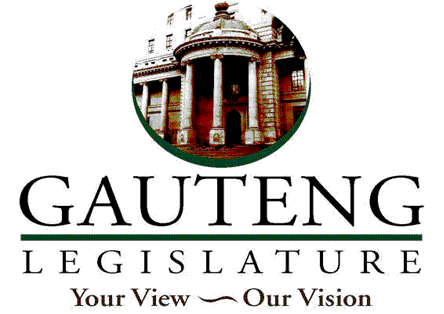 GAUTENG
LEGISLATURE
Your View ~ Our Vision